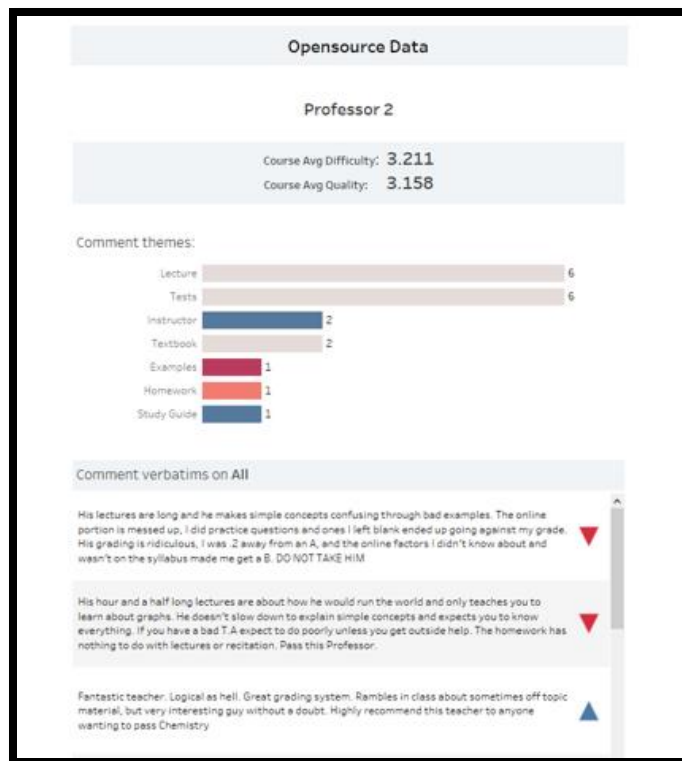 Opensource Data
Professor 2
Course Avg Difficulty: 3.211
Course Avg Quality: 3.158
Comment themes:
Lecture 6
Tests 6
Instructor 2
Textbook 2
Examples 1
Homework 1
Study Guide 1
Comment verbatims on All
His lectures are long and he makes simple concepts confusing through bad examples. The online
portion is messed up, I did practice questions and ones I left blank ended up going against my grade.
His grading is ridiculous, I was .2 away from an A, and the online factors I didn't know about and
wasn't on the syllabus made me get a B. DO NOT TAKE HIM
His hour and a half long lectures are about how he would run the world and only teaches you to
learn about graphs. He doesn't slow down to explain simple concepts and expects you to know
everything. If you have a bad T.A expect to do poorly unless you get outside help. The homework has
nothing to do with lectures or recitation. Pass this Professor.
Fantastic teacher. Logical as hell. Great grading system. Rambles in class about sometimes off topic
material, but very interesting guy without a doubt. Highly recommend this teacher to anyone
wanting to pass Chemistry